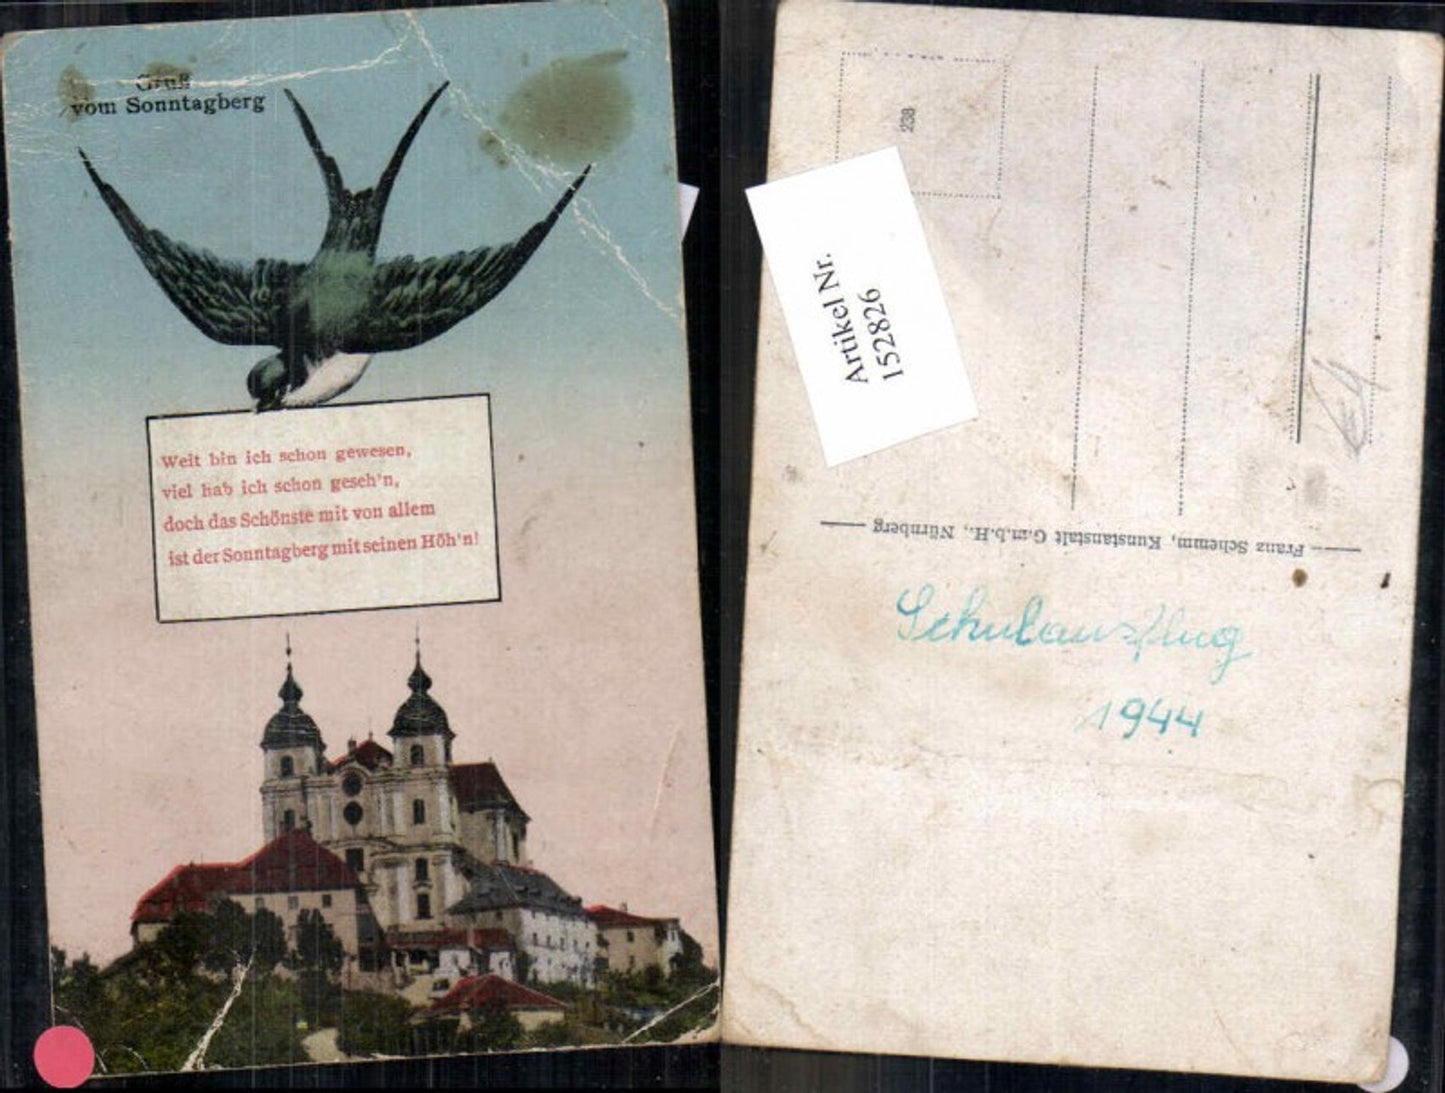 Gruß
vom Sonntagberg
Weit bin ich schon gewesen,
viel hab ich schon geseh'n,
doch das Schönste mit von allem
ist der Sonntagberg mit seinen Höh'n!
238
Artikel Nr.
152826
Franz Schemm, Kunstanstalt G.m.b.H., Nürnberg
Schulausflug
1944